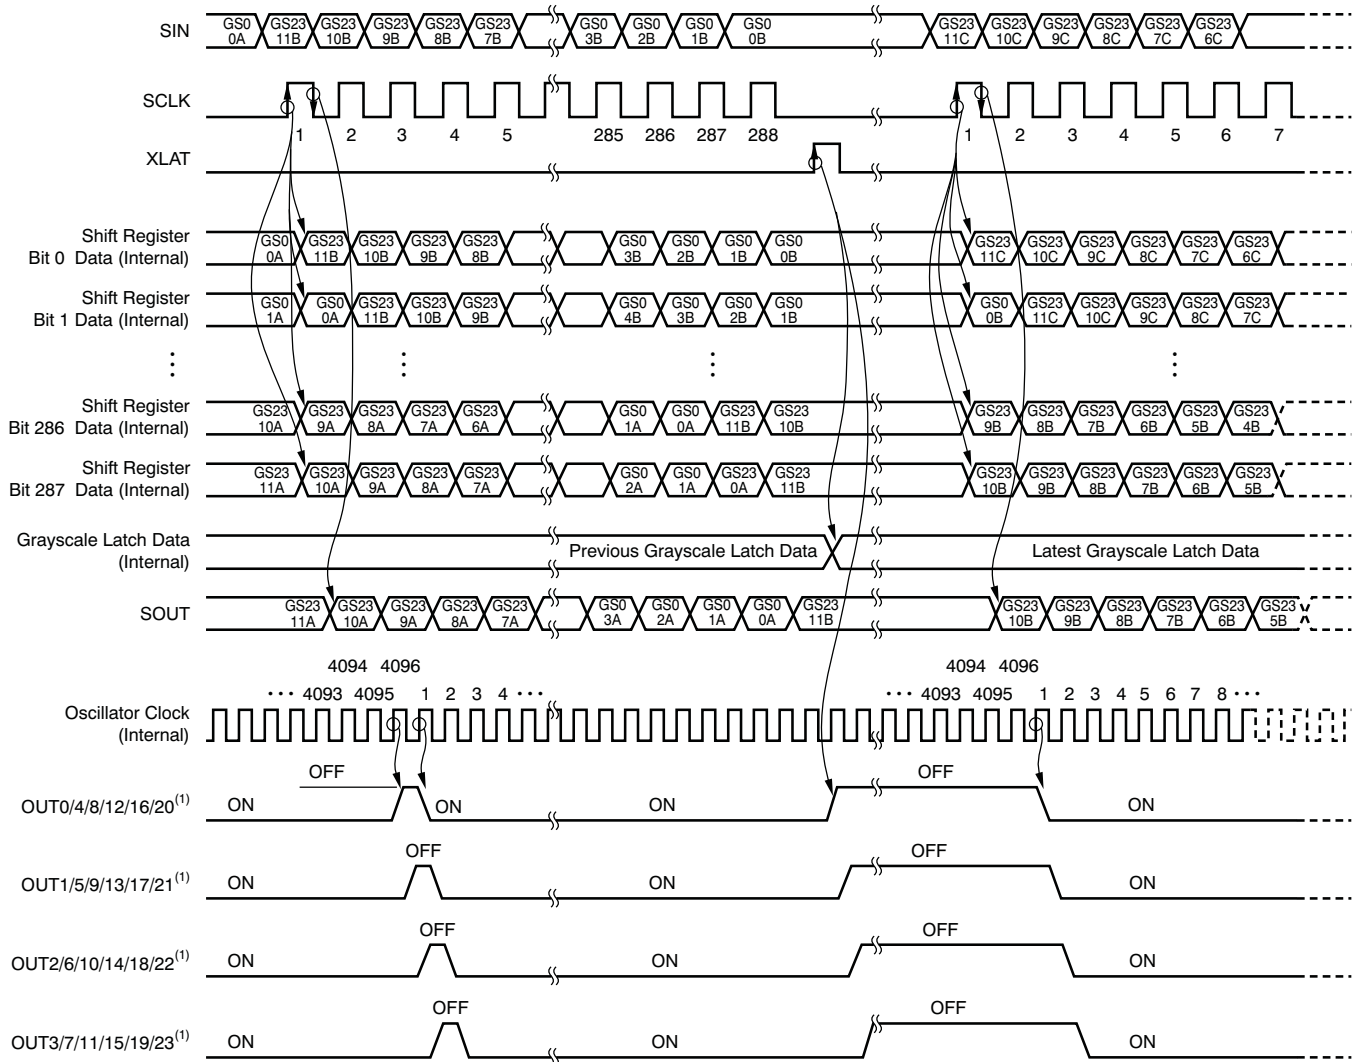 SIN
GS0 0A GS23 11B GS23 10B GS23 9B GS23 8B GS23 7B GS0 3B GS0 2B GS0 1B GS0 0B GS23 11C GS23 10C GS23 9C GS23 8C GS23 7C GS23 6C
SCLK
1 2 3 4 5 285 286 287 288 1 2 3 4 5 6 7
XLAT
Shift Register
Bit 0 Data (Internal)
GS0 0A GS23 11B GS23 10B GS23 9B GS23 8B GS0 3B GS0 2B GS0 1B GS0 0B GS23 11C GS23 10C GS23 9C GS23 8C GS23 7C GS23 6C
Shift Register
Bit 1 Data (Internal)
GS0 1A GS0 0A GS23 11B GS23 10B GS23 9B GS0 4B GS0 3B GS0 2B GS0 1B GS0 0B GS23 11C GS23 10C GS23 9C GS23 8C GS23 7C
Shift Register
Bit 286 Data (Internal)
GS23 10A GS23 9A GS23 8A GS23 7A GS23 6A GS0 1A GS0 0A GS23 11B GS23 10B GS23 9B GS23 8B GS23 7B GS23 6B GS23 5B GS23 4B
Shift Register
Bit 287 Data (Internal)
GS23 11A GS23 10A GS23 9A GS23 8A GS23 7A GS0 2A GS0 1A GS23 0A GS23 11B GS23 10B GS23 9B GS23 8B GS23 7B GS23 6B GS23 5B
Grayscale Latch Data
(Internal)
Previous Grayscale Latch Data Latest Grayscale Latch Data
SOUT
GS23 11A GS23 10A GS23 9A GS23 8A GS23 7A GS0 3A GS0 2A GS0 1A GS0 0A GS23 11B GS23 10B GS23 9B GS23 8B GS23 7B GS23 6B GS23 5B
4094 4096 4094 4096
··· 4093 4095 1 2 3 4 ··· ··· 4093 4095 1 2 3 4 5 6 7 8 ···
Oscillator Clock
(Internal)
OFF OFF
OUT0/4/8/12/16/20(1) ON ON ON ON
OFF OFF
OUT1/5/9/13/17/21(1) ON ON ON
OFF OFF
OUT2/6/10/14/18/22(1) ON ON ON
OFF OFF
OUT3/7/11/15/19/23(1) ON ON ON